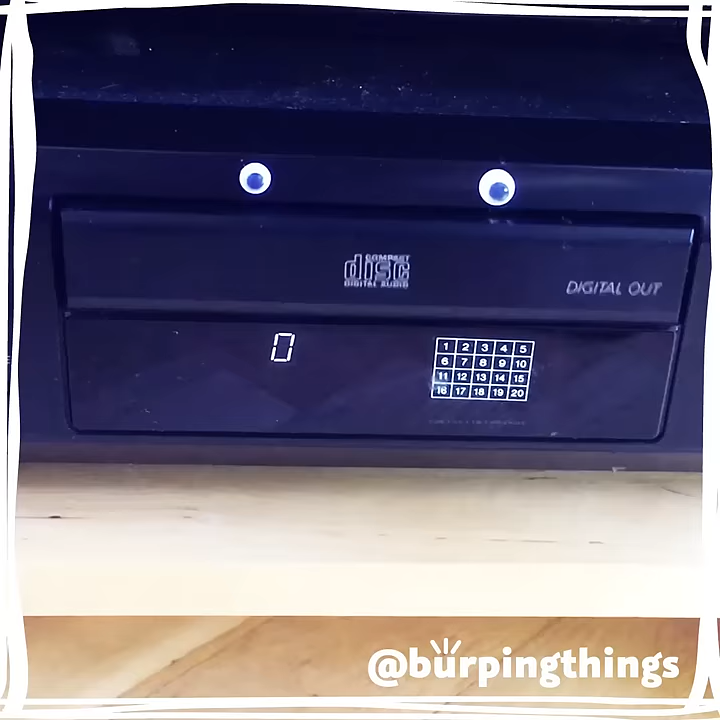 COMPACT
disc
DIGITAL AUDIO
DIGITAL OUT
0
1 2 3 4 5
6 7 8 9 10
11 12 13 14 15
16 17 18 19 20
@burpingthings